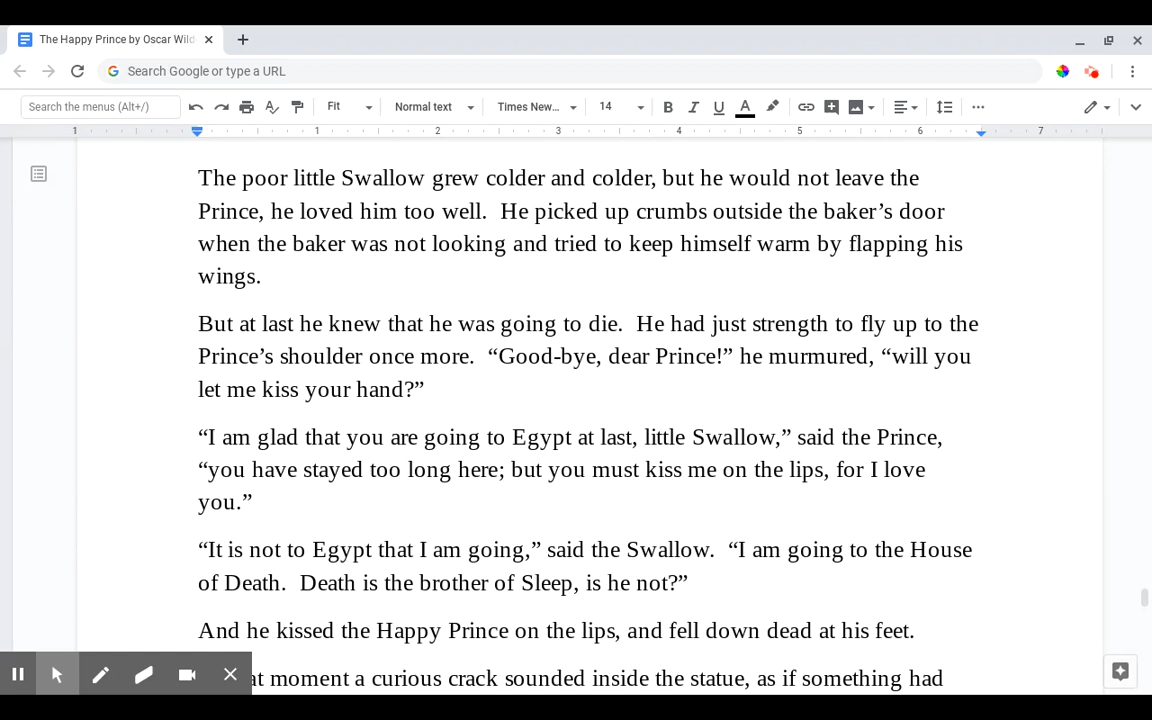 The Happy Prince by Oscar Wild
Search Google or type a URL
Search the menus (Alt+/)
Fit
Normal text
Times New...
14
B I U A
1 1 2 3 4 5 6 7
The poor little Swallow grew colder and colder, but he would not leave the
Prince, he loved him too well.  He picked up crumbs outside the baker’s door
when the baker was not looking and tried to keep himself warm by flapping his
wings.
But at last he knew that he was going to die.  He had just strength to fly up to the
Prince’s shoulder once more.  “Good-bye, dear Prince!” he murmured, “will you
let me kiss your hand?”
“I am glad that you are going to Egypt at last, little Swallow,” said the Prince,
“you have stayed too long here; but you must kiss me on the lips, for I love
you.”
“It is not to Egypt that I am going,” said the Swallow.  “I am going to the House
of Death.  Death is the brother of Sleep, is he not?”
And he kissed the Happy Prince on the lips, and fell down dead at his feet.
at moment a curious crack sounded inside the statue, as if something had